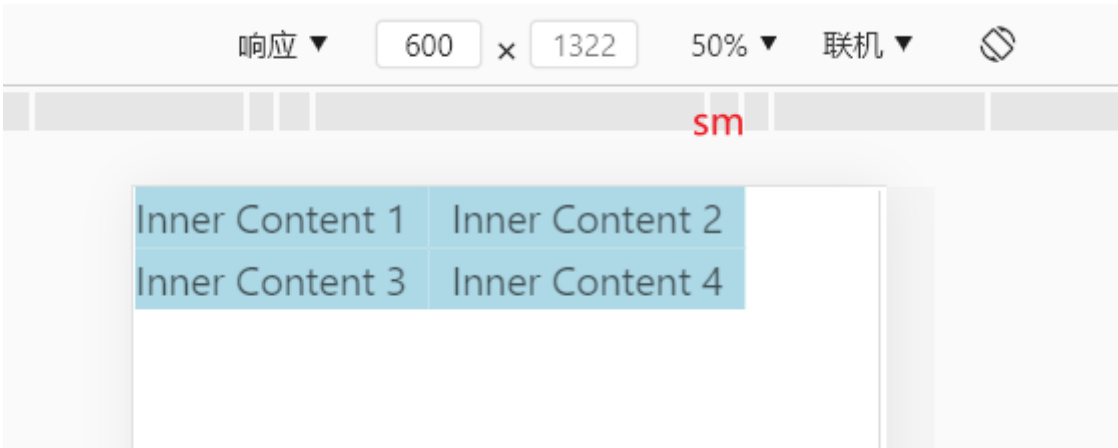 响应 ▼ 600 × 1322 50% ▼ 联机 ▼
sm
Inner Content 1 Inner Content 2
Inner Content 3 Inner Content 4